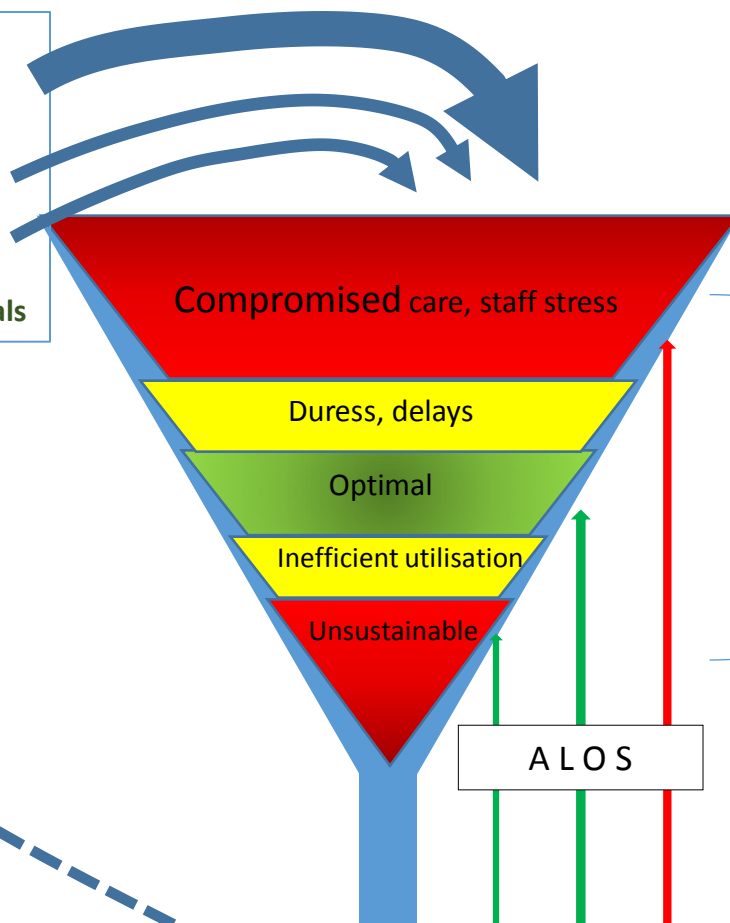 als
Compromised care, staff stress
Duress, delays
Optimal
Inefficient utilisation
Unsustainable
A L O S